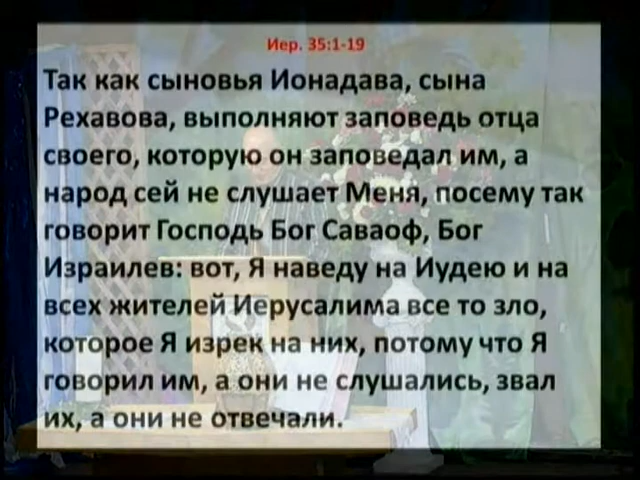 Иер. 35:1-19
Так как сыновья Ионадава, сына
Рехавова, выполняют заповедь отца
своего, которую он заповедал им, а
народ сей не слушает Меня, посему так
говорит Господь Бог Саваоф, Бог
Израилев: вот, Я наведу на Иудею и на
всех жителей Иерусалима все то зло,
которое Я изрек на них, потому что Я
говорил им, а они не слушались, звал
их, а они не отвечали.